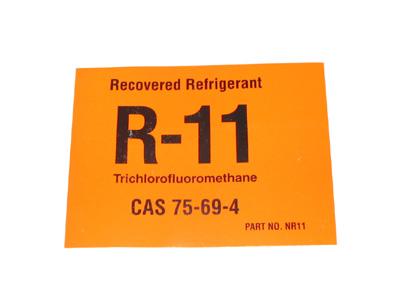 Recovered Refrigerant
R-11
Trichlorofluoromethane
CAS 75-69-4
PART NO. NR11